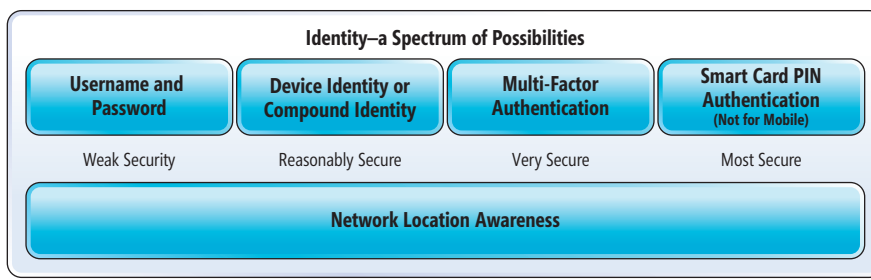 Identity–a Spectrum of Possibilities
Username and
Password
Device Identity or
Compound Identity
Multi-Factor
Authentication
Smart Card PIN
Authentication
(Not for Mobile)
Weak Security
Reasonably Secure
Very Secure
Most Secure
Network Location Awareness